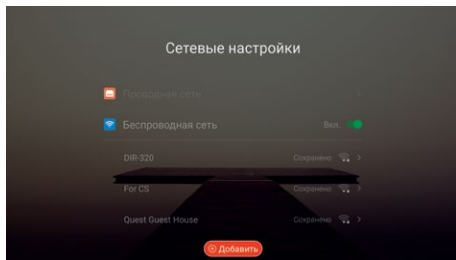 Сетевые настройки
Проводная сеть
Беспроводная сеть Вкл.
DIR-320 Сохранено
For CS Сохранено
Quest Guest House Сохранено
Добавить